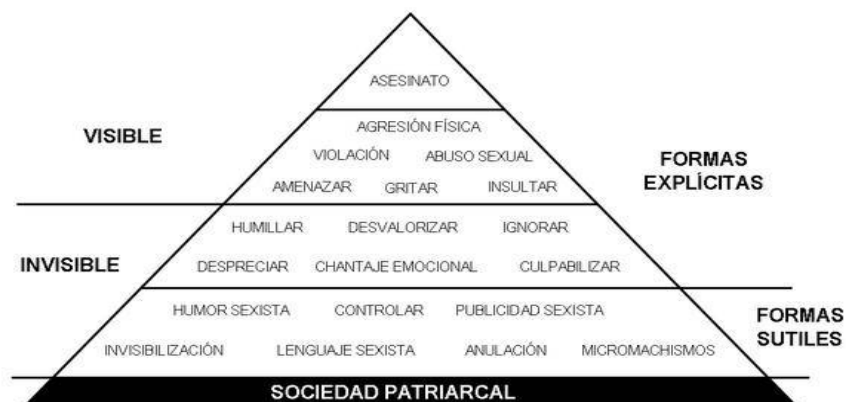 ASESINATO
AGRESIÓN FÍSICA
VISIBLE
VIOLACIÓN ABUSO SEXUAL
FORMAS
EXPLÍCITAS
AMENAZAR GRITAR INSULTAR
HUMILLAR DESVALORIZAR IGNORAR
INVISIBLE
DESPRECIAR CHANTAJE EMOCIONAL CULPABILIZAR
HUMOR SEXISTA CONTROLAR PUBLICIDAD SEXISTA
FORMAS
SUTILES
INVISIBILIZACIÓN LENGUAJE SEXISTA ANULACIÓN MICROMACHISMOS
SOCIEDAD PATRIARCAL